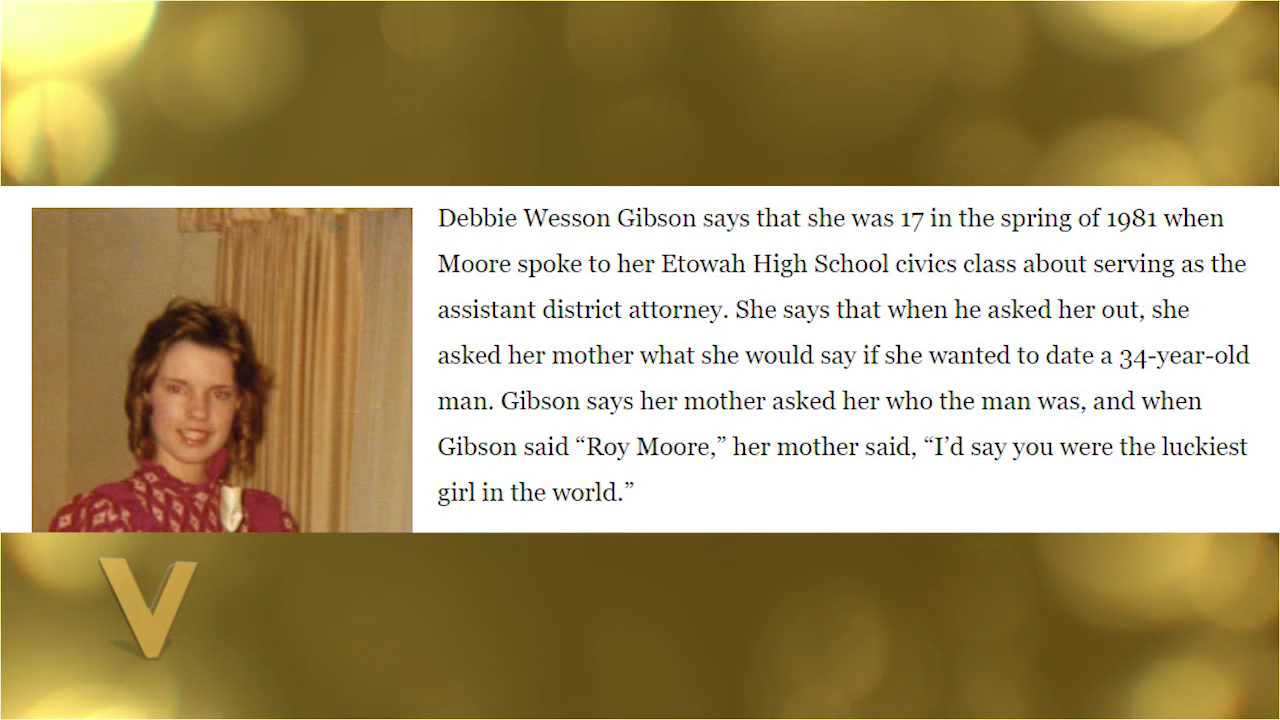 Debbie Wesson Gibson says that she was 17 in the spring of 1981 when
Moore spoke to her Etowah High School civics class about serving as the
assistant district attorney. She says that when he asked her out, she
asked her mother what she would say if she wanted to date a 34-year-old
man. Gibson says her mother asked her who the man was, and when
Gibson said “Roy Moore,” her mother said, “I’d say you were the luckiest
girl in the world.”
V